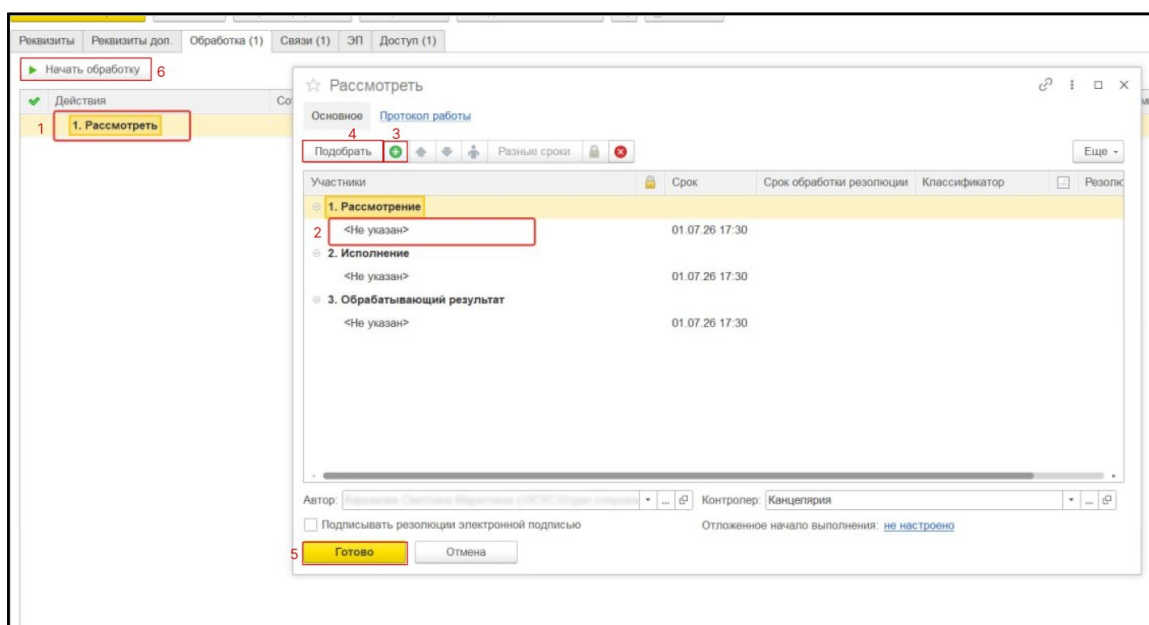 Реквизиты Реквизиты доп. Обработка (1) Связи (1) ЭП Доступ (1)
Начать обработку 6
Действия
1 1. Рассмотреть
Рассмотреть
Основное Протокол работы
4 3
Подобрать Разные сроки Еще
Участники Срок Срок обработки резолюции Классификатор
1. Рассмотрение
2 <Не указан> 01.07.26 17:30
2. Исполнение
<Не указан> 01.07.26 17:30
3. Обрабатывающий результат
<Не указан> 01.07.26 17:30
Автор: ... Контролер: Канцелярия ...
Подписывать резолюции электронной подписью Отложенное начало выполнения: не настроено
5 Готово Отмена